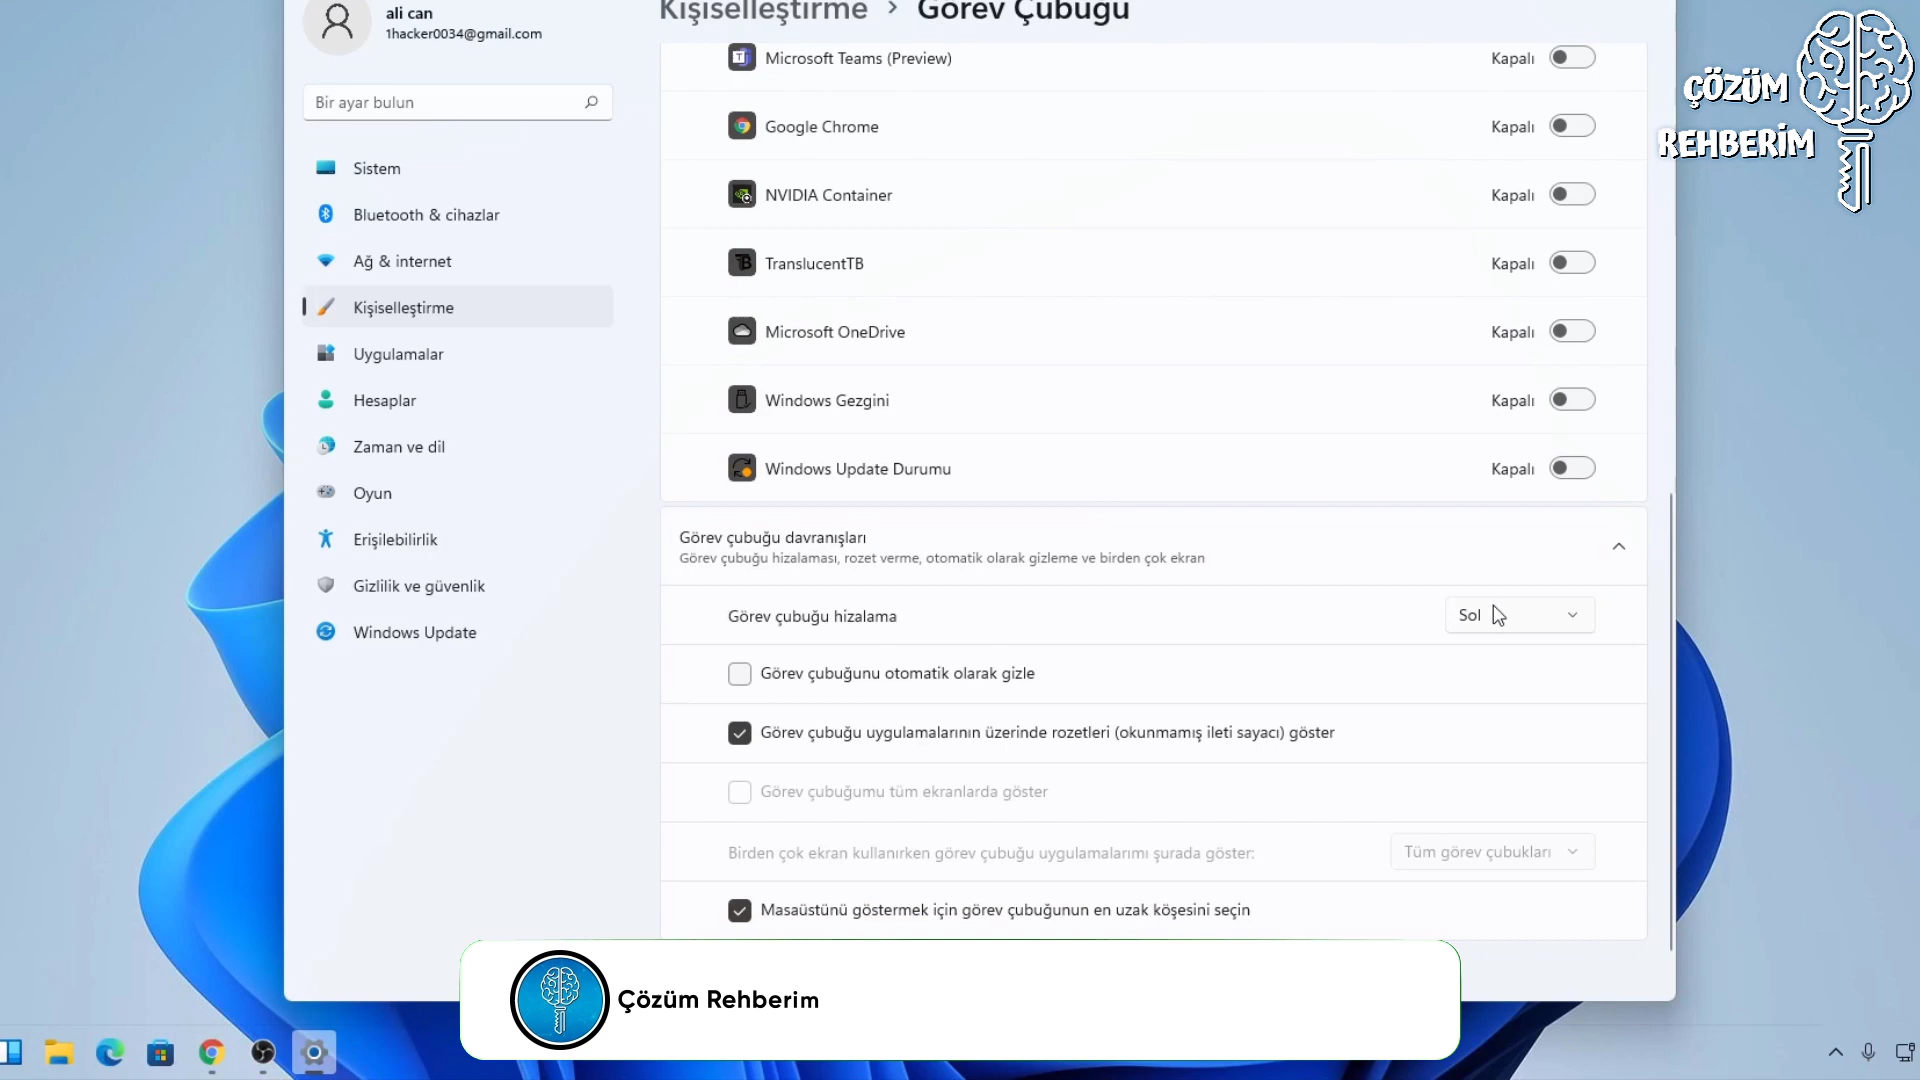 ali can
1hacker0034@gmail.com
Bir ayar bulun
Sistem
Bluetooth & cihazlar
Ağ & internet
Kişiselleştirme
Uygulamalar
Hesaplar
Zaman ve dil
Oyun
Erişilebilirlik
Gizlilik ve güvenlik
Windows Update
Kişiselleştirme > Görev Çubuğu
Microsoft Teams (Preview) Kapalı
Google Chrome Kapalı
NVIDIA Container Kapalı
TranslucentTB Kapalı
Microsoft OneDrive Kapalı
Windows Gezgini Kapalı
Windows Update Durumu Kapalı
Görev çubuğu davranışları
Görev çubuğu hizalaması, rozet verme, otomatik olarak gizleme ve birden çok ekran
Görev çubuğu hizalama Sol
Görev çubuğunu otomatik olarak gizle
Görev çubuğu uygulamalarının üzerinde rozetleri (okunmamış ileti sayacı) göster
Görev çubuğumu tüm ekranlarda göster
Birden çok ekran kullanırken görev çubuğu uygulamalarımı şurada göster: Tüm görev çubukları
Masaüstünü göstermek için görev çubuğunun en uzak köşesini seçin
ÇÖZÜM
REHBERİM
Çözüm Rehberim